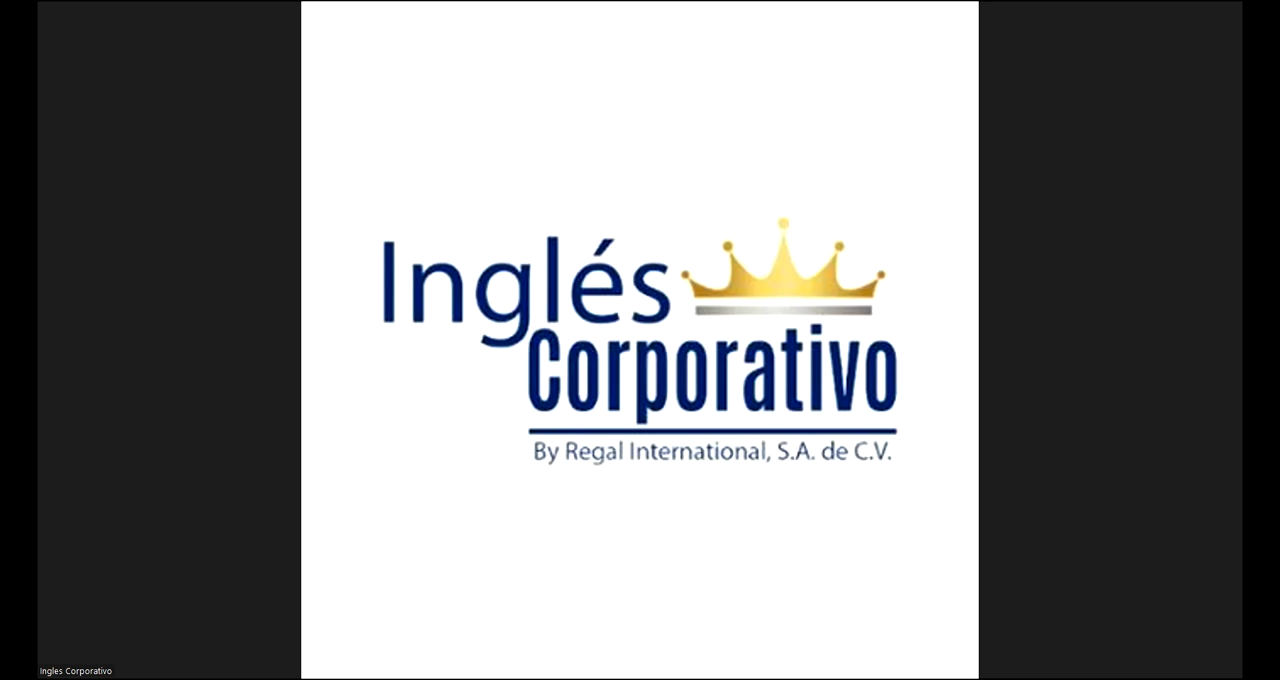 Inglés
Corporativo
By Regal International, S.A. de C.V.
Ingles Corporativo